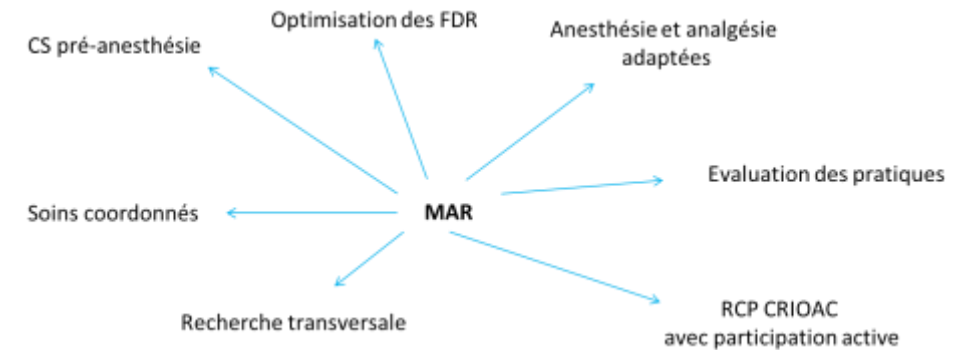 Optimisation des FDR
CS pré-anesthésie
Anesthésie et analgésie
adaptées
Evaluation des pratiques
Soins coordonnés
MAR
Recherche transversale
RCP CRIOAC
avec participation active